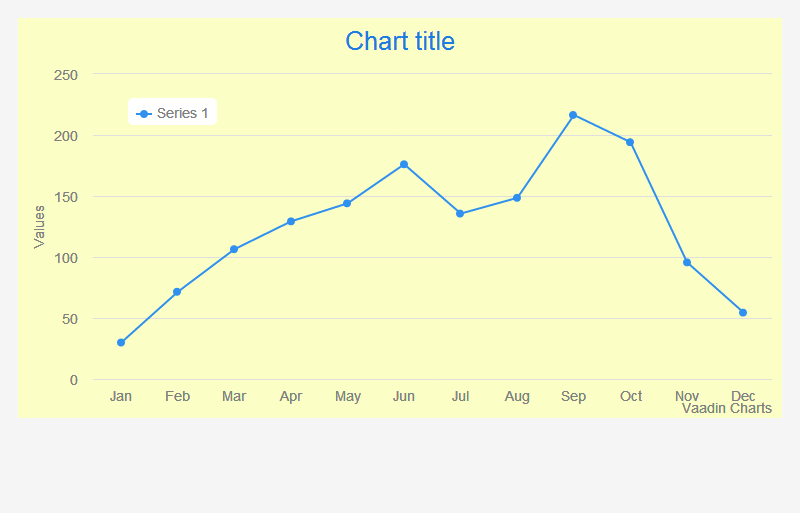 Chart title
250
Series 1
200
150
Values
100
50
0
Jan Feb Mar Apr May Jun Jul Aug Sep Oct Nov Dec
Vaadin Charts